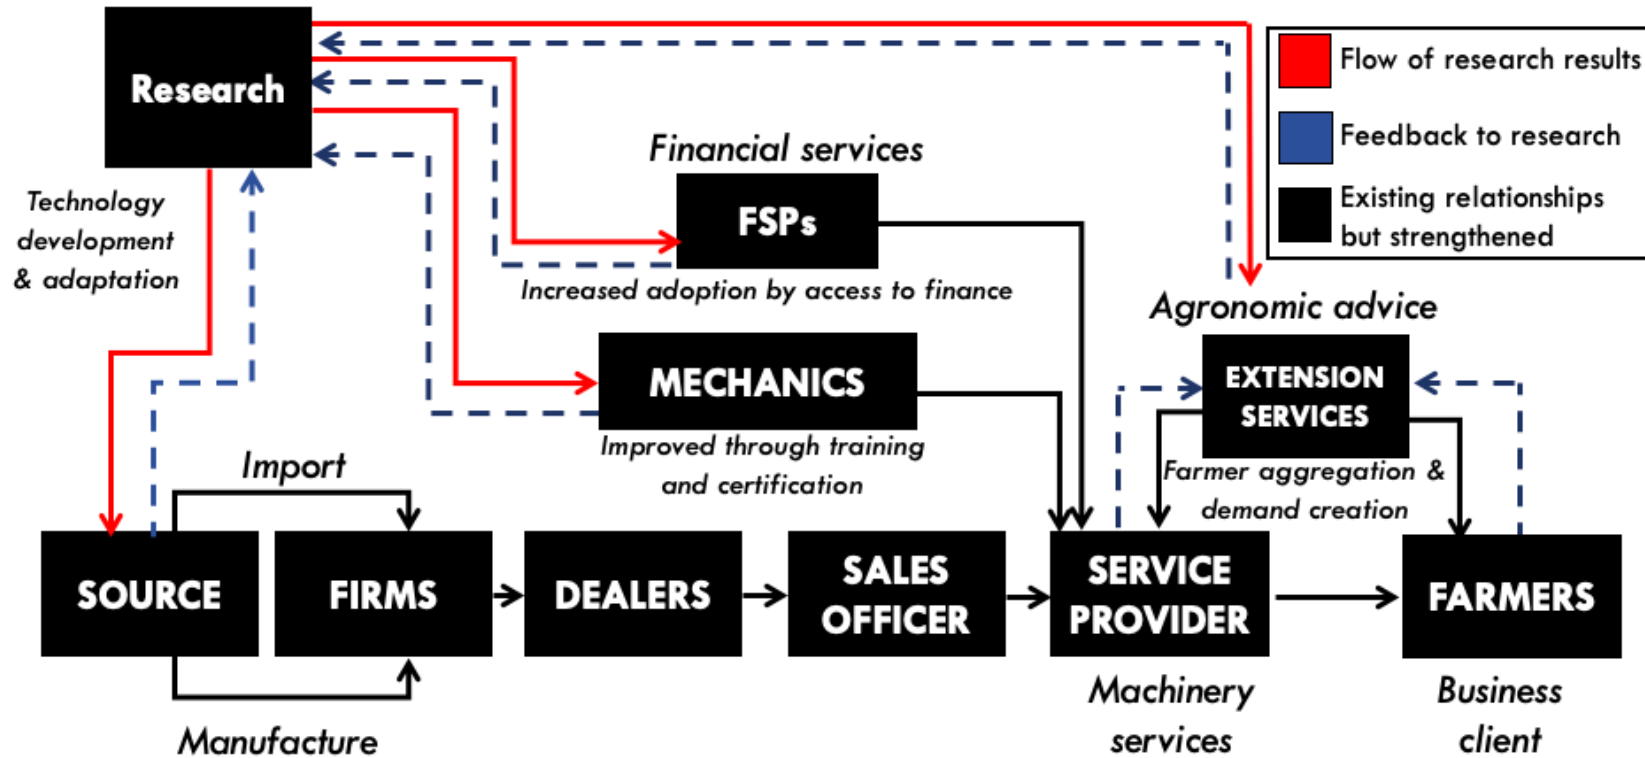 Research
Flow of research results
Feedback to research
Existing relationships
but strengthened
Technology
development
& adaptation
Financial services
FSPs
Increased adoption by access to finance
MECHANICS
Improved through training
and certification
Agronomic advice
EXTENSION
SERVICES
Farmer aggregation &
demand creation
Import
SOURCE
FIRMS
DEALERS
SALES
OFFICER
SERVICE
PROVIDER
FARMERS
Manufacture
Machinery
services
Business
client